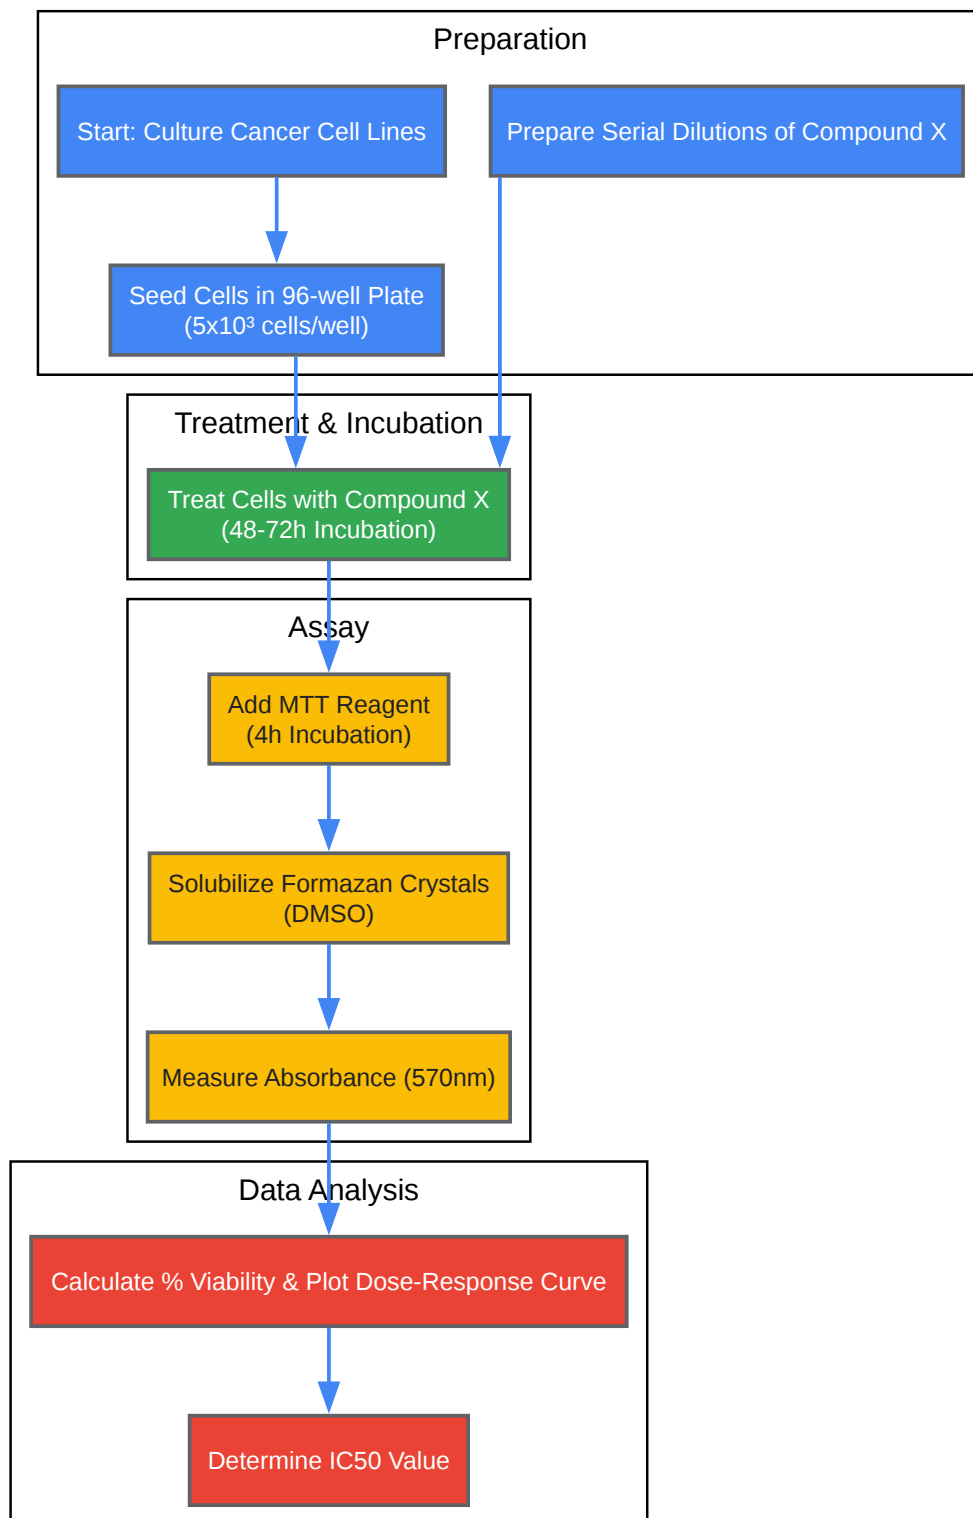 Preparation
Start: Culture Cancer Cell Lines
Prepare Serial Dilutions of Compound X
Seed Cells in 96-well Plate
(5x10³ cells/well)
Treatment & Incubation
Treat Cells with Compound X
(48-72h Incubation)
Assay
Add MTT Reagent
(4h Incubation)
Solubilize Formazan Crystals
(DMSO)
Measure Absorbance (570nm)
Data Analysis
Calculate % Viability & Plot Dose-Response Curve
Determine IC50 Value